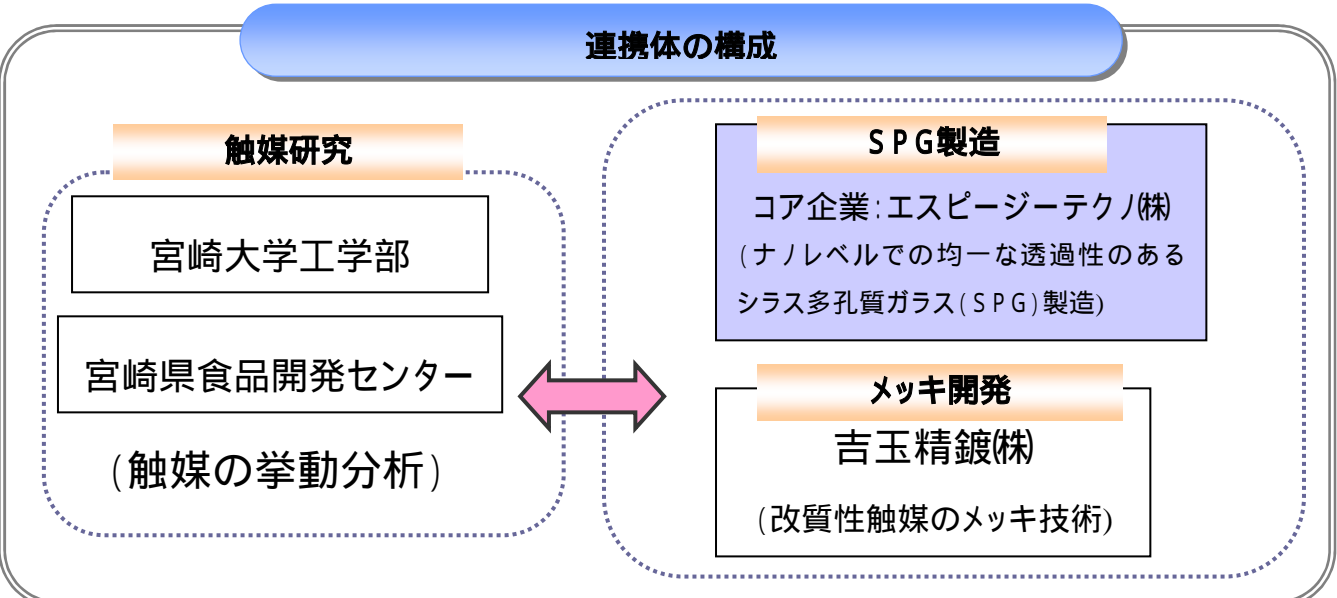 連携体の構成
触媒研究
宮崎大学工学部
宮崎県食品開発センター
(触媒の挙動分析)
SPG製造
コア企業:エスピージーテクノ㈱
(ナノレベルでの均一な透過性のある
シラス多孔質ガラス(SPG)製造)
メッキ開発
吉玉精鍍㈱
(改質性触媒のメッキ技術)